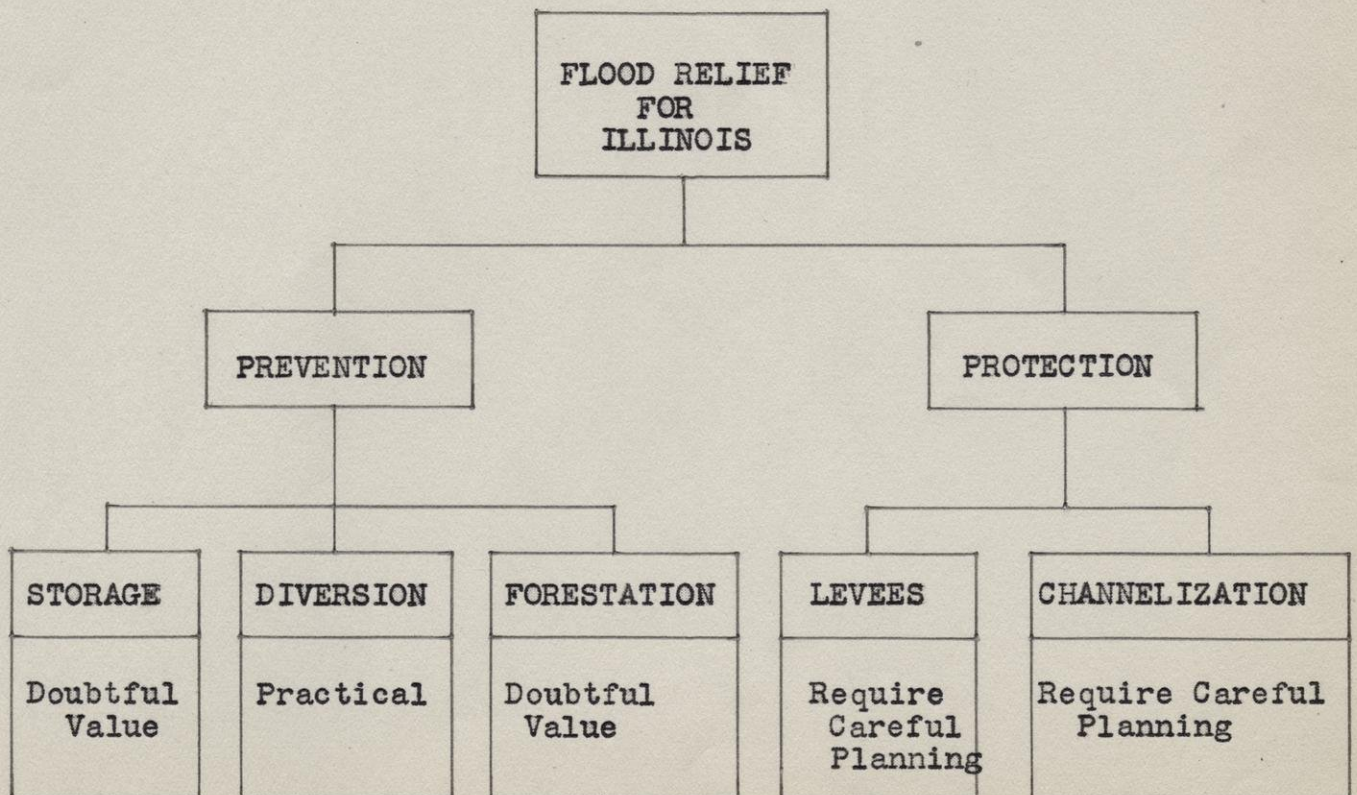 FLOOD RELIEF
FOR
ILLINOIS
PREVENTION
PROTECTION
STORAGE
Doubtful
Value
DIVERSION
Practical
FORESTATION
Doubtful
Value
LEVEES
Require
Careful
Planning
CHANNELIZATION
Require Careful
Planning